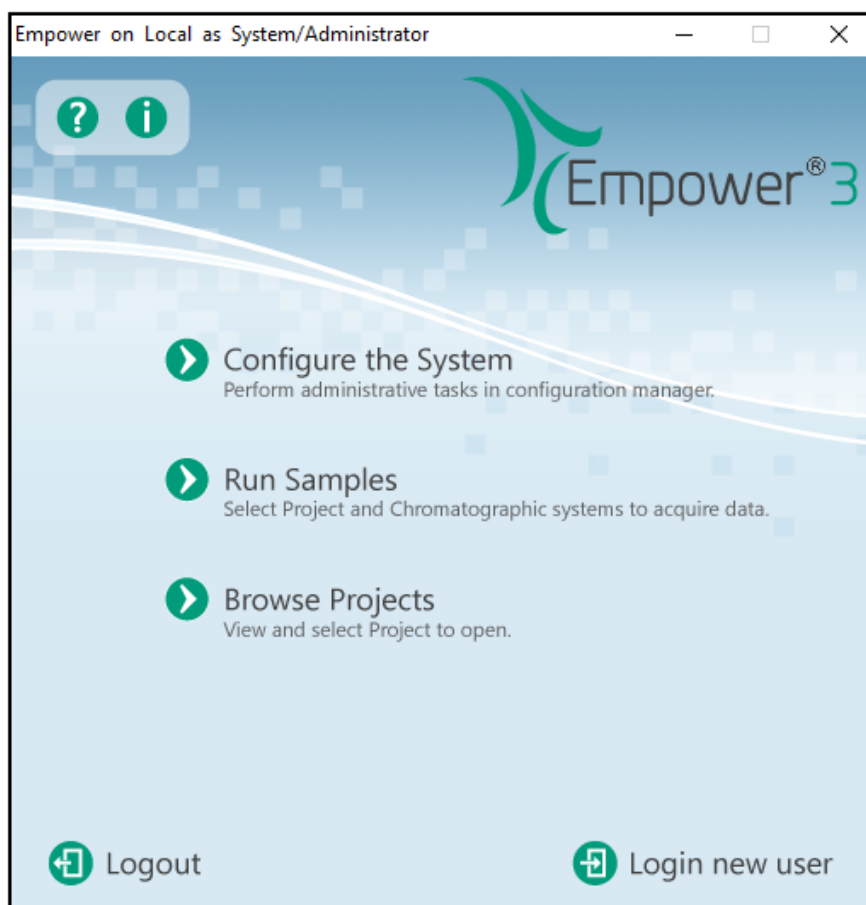 Empower on Local as System/Administrator
? i
Empower®3
Configure the System
Perform administrative tasks in configuration manager.
Run Samples
Select Project and Chromatographic systems to acquire data.
Browse Projects
View and select Project to open.
Logout
Login new user